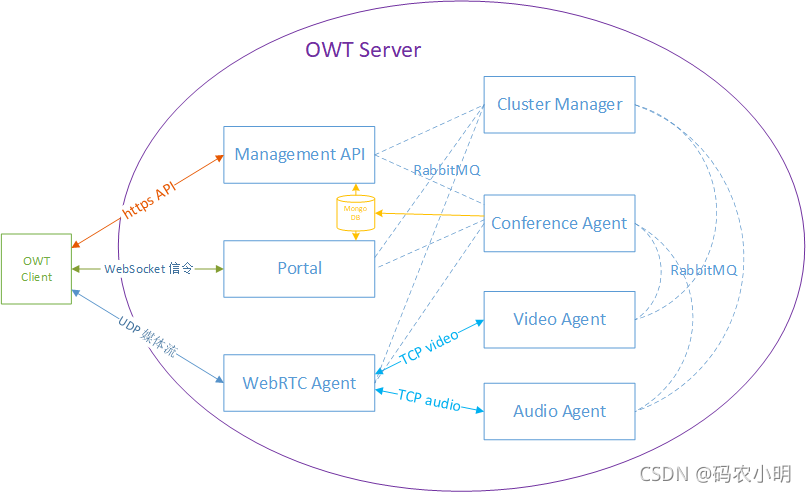 OWT Server
Cluster Manager
Management API
RabbitMQ
https API
Mongo
DB
Conference Agent
OWT
Client
WebSocket 信令
Portal
RabbitMQ
UDP 媒体流
Video Agent
TCP video
WebRTC Agent
TCP audio
Audio Agent
CSDN @码农小明